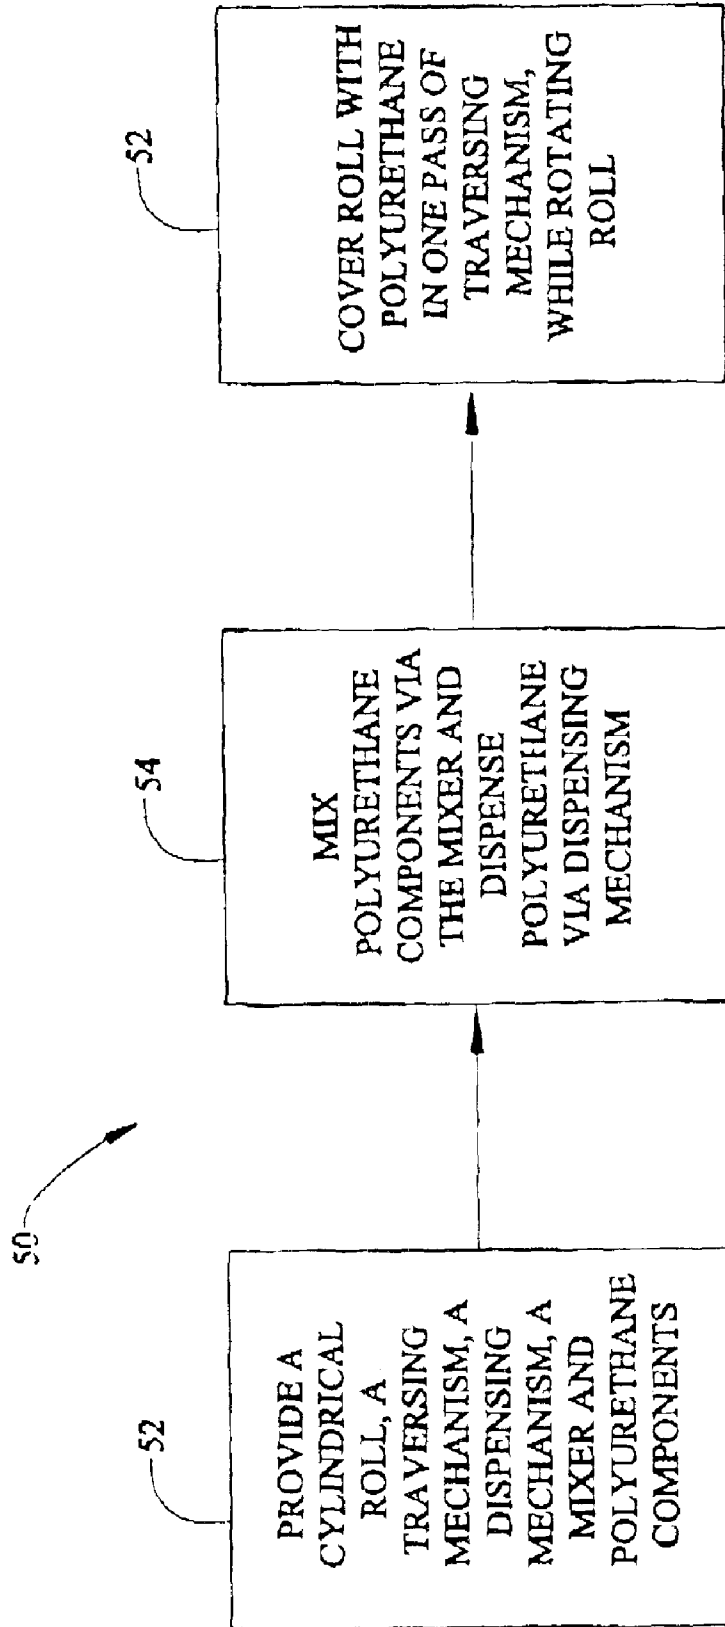 50
52
PROVIDE A
CYLINDRICAL
ROLL, A
TRAVERSING
MECHANISM, A
DISPENSING
MECHANISM, A
MIXER AND
POLYURETHANE
COMPONENTS
54
MIX
POLYURETHANE
COMPONENTS VIA
THE MIXER AND
DISPENSE
POLYURETHANE
VIA DISPENSING
MECHANISM
52
COVER ROLL WITH
POLYURETHANE
IN ONE PASS OF
TRAVERSING
MECHANISM,
WHILE ROTATING
ROLL